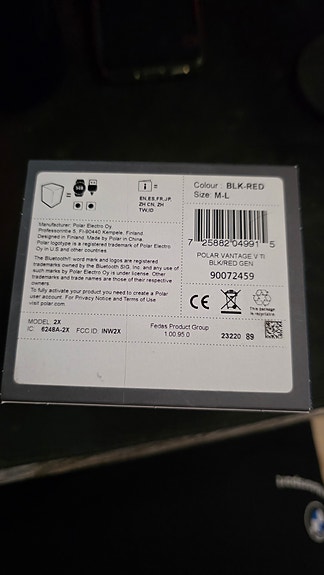 Colour : BLK-RED
Size: M-L
EN,ES,FR,JP,
ZH CN, ZH
TW,ID
Manufacturer: Polar Electro Oy
Professorintie 5, FI-90440 Kempele, Finland.
Designed in Finland. Made by Polar in China.
Polar logotype is a registered trademark of Polar Electro
Oy in U.S and other countries
The Bluetooth® word mark and logos are registered
trademarks owned by Bluetooth SIG, Inc. and any use of
such marks by Polar Electro Oy is under license. Other
trademarks and trade names are those of their respective
owners
To fully activate your product you need to create a Polar
user account. For Privacy Notice and Terms of Use
visit polar.com.
7 25882 04991 5
POLAR VANTAGE V TI
BLK/RED GEN
90072459
CE
This package
is recyclable
MODEL: 2X
IC: 6248A-2X FCC ID: INW2X
Fedas Product Group
1.00.95.0
23220 89